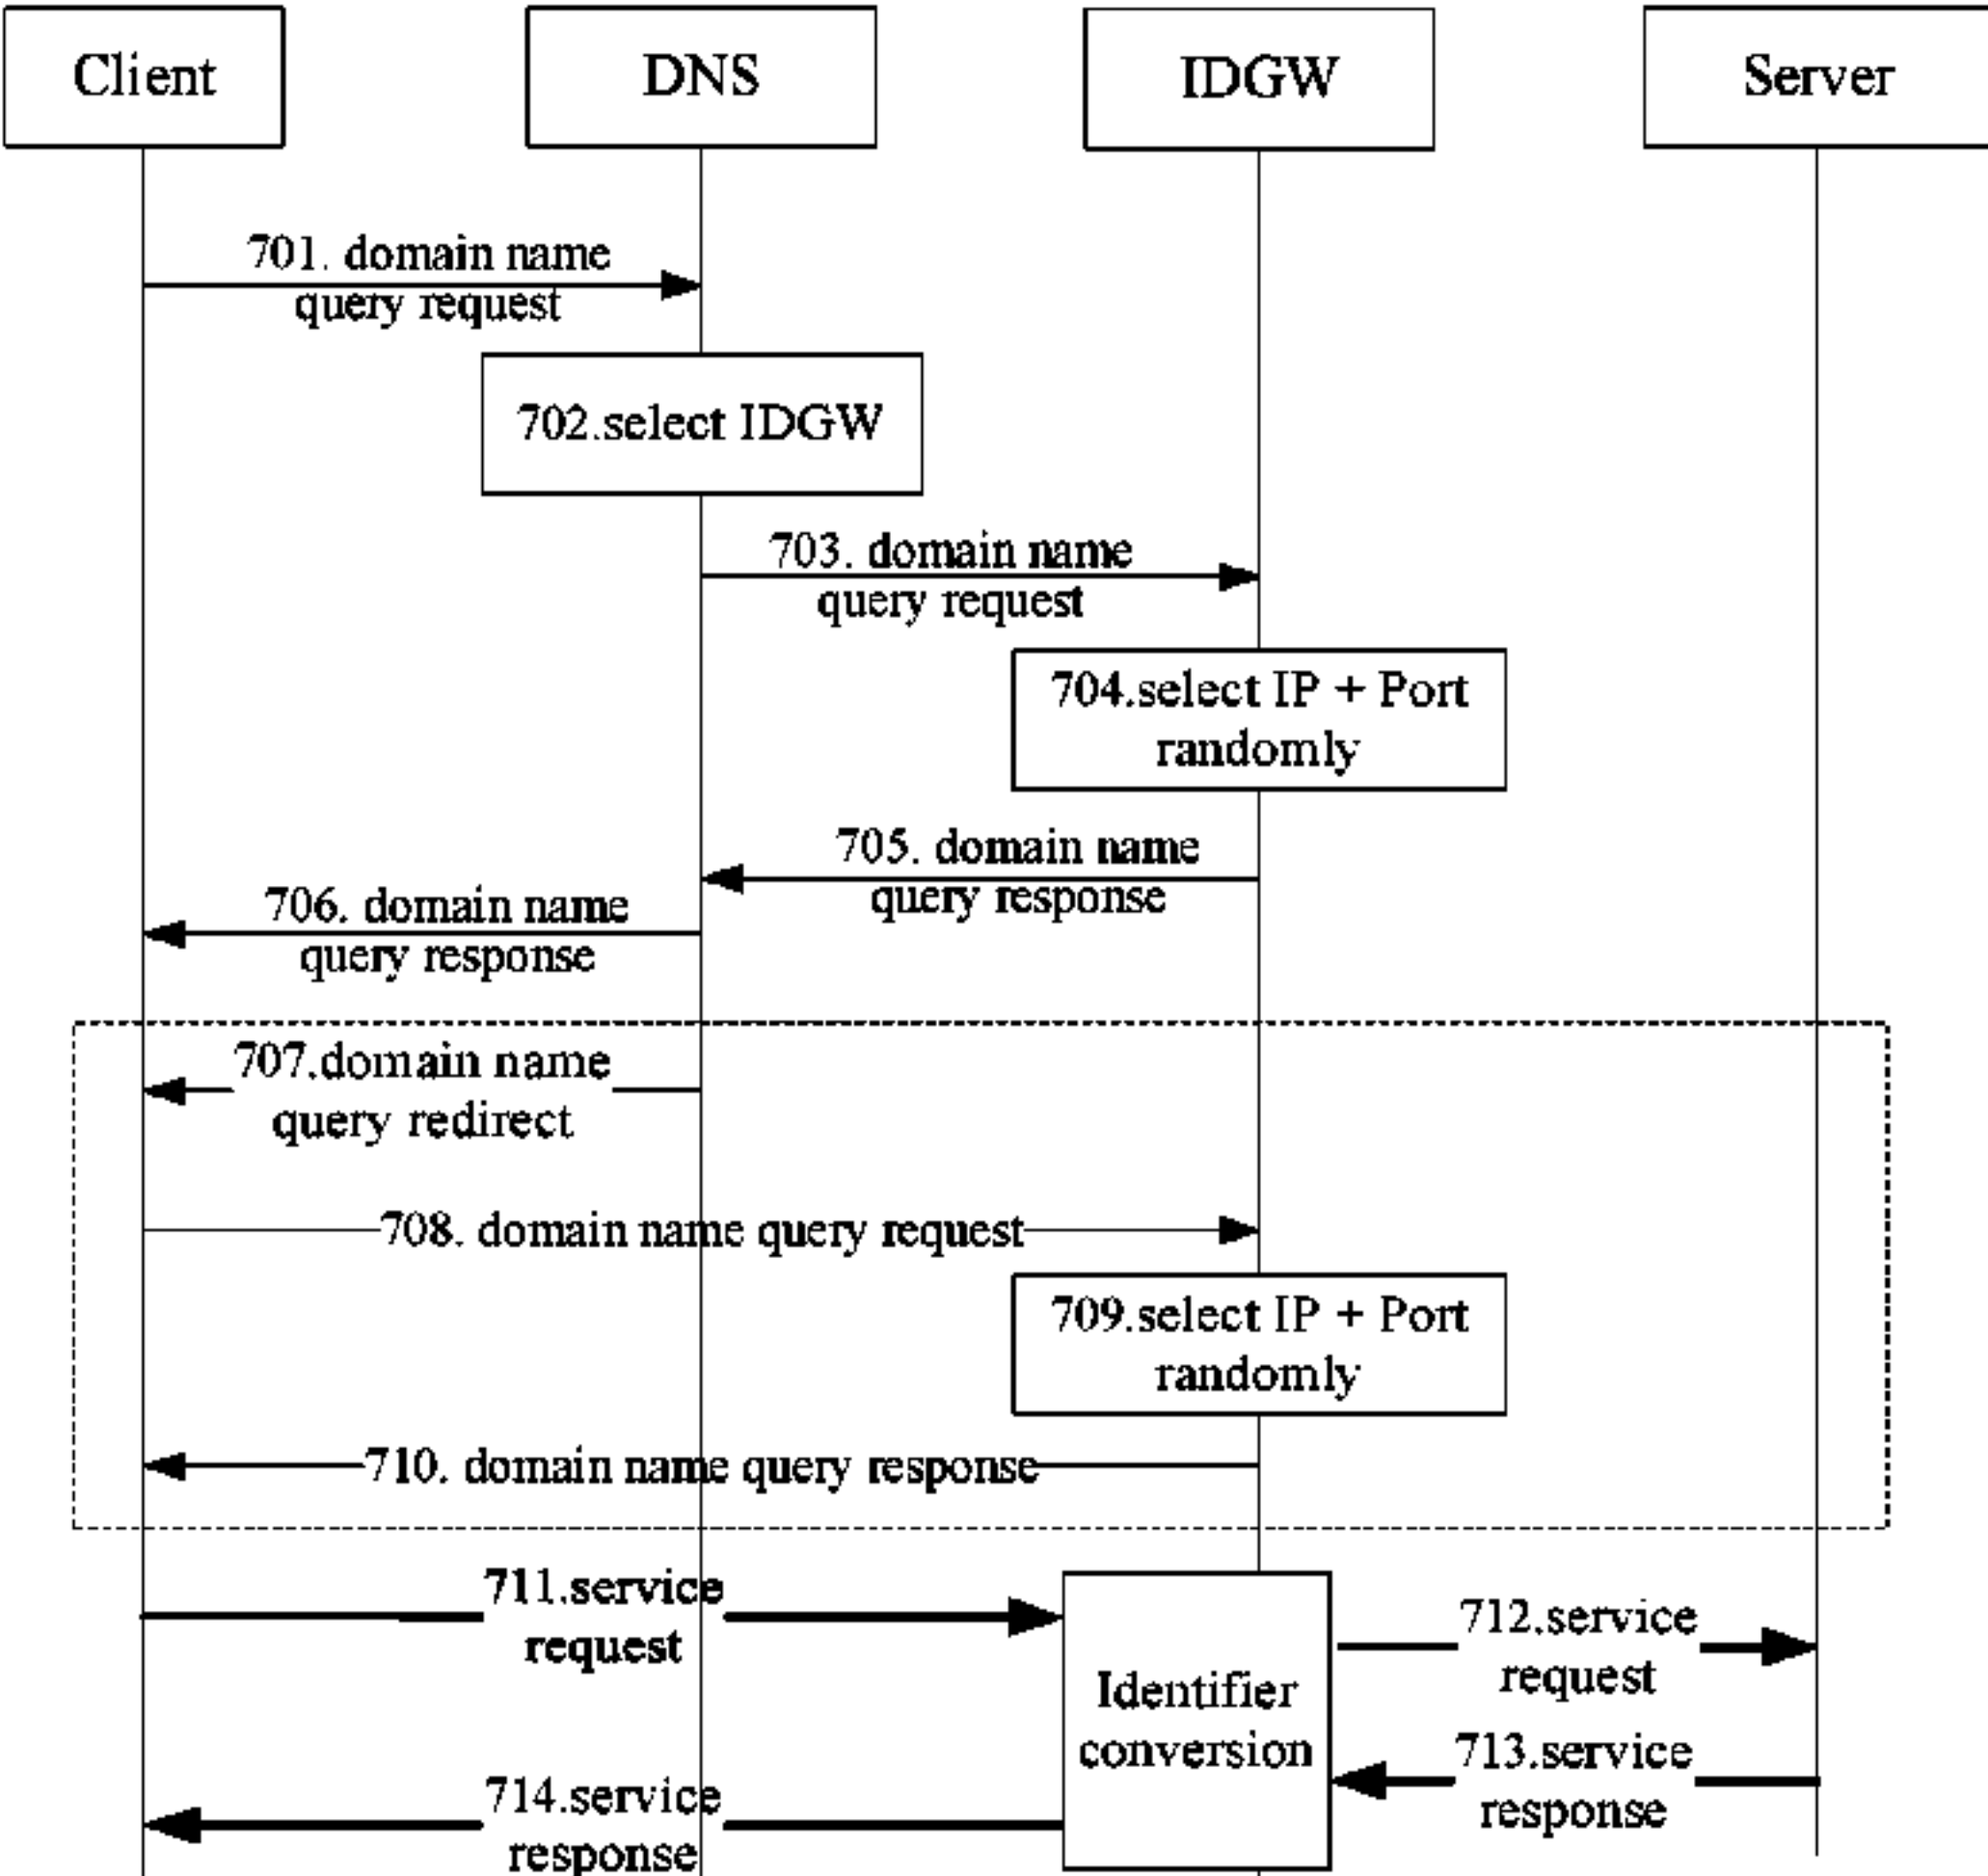 Client
DNS
IDGW
Server
701. domain name
query request
702.select IDGW
703. domain name
query request
704.select IP + Port
randomly
705. domain name
query response
706. domain name
query response
707.domain name
query redirect
708. domain name query request
709.select IP + Port
randomly
710. domain name query response
711.service
request
Identifier
conversion
712.service
request
713.service
response
714.service
response